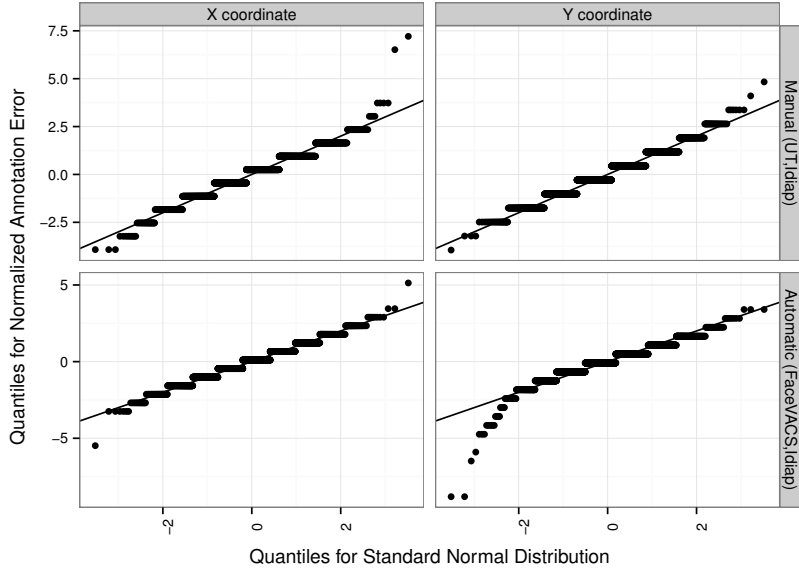 X coordinate
Y coordinate
Quantiles for Normalized Annotation Error
7.5
5.0
2.5
0.0
−2.5
Manual (UT,Idiap)
5
0
−5
Automatic (FaceVACS,Idiap)
−2
0
2
−2
0
2
Quantiles for Standard Normal Distribution